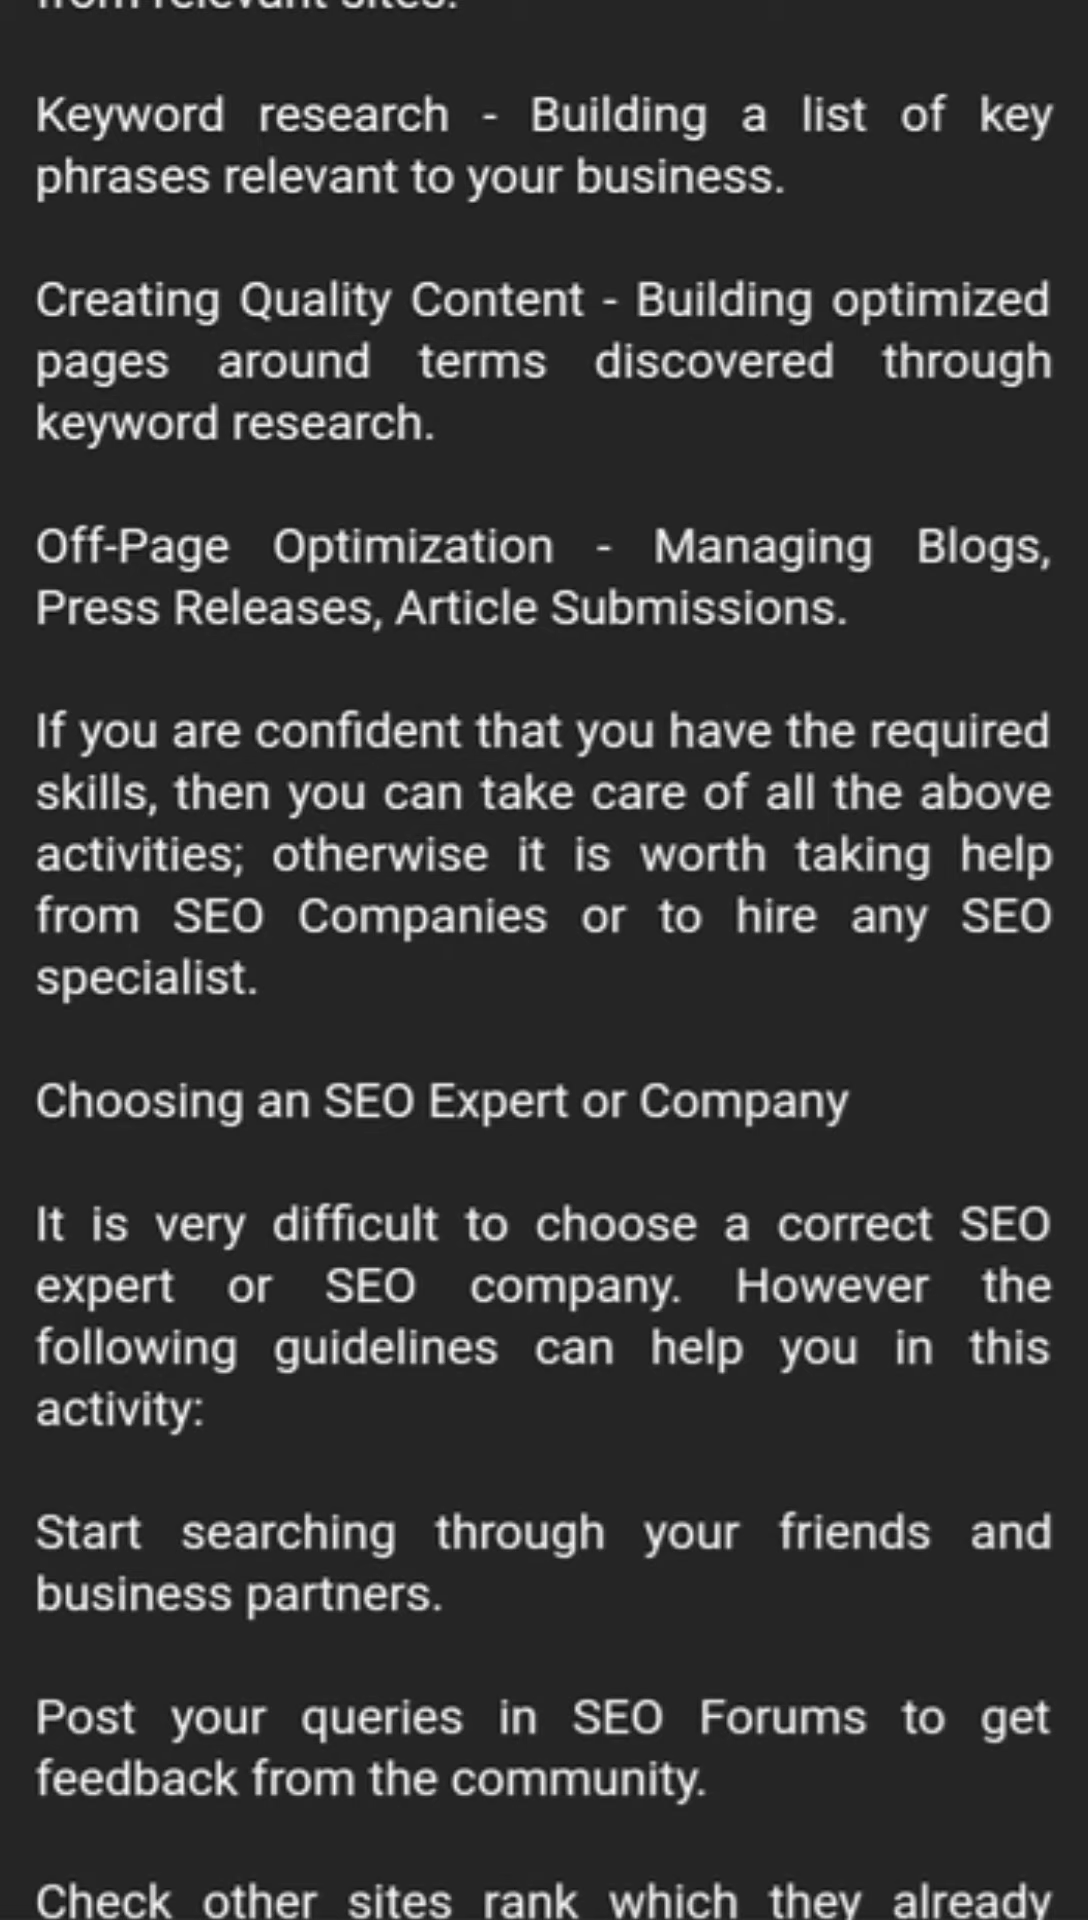 from relevant sites.
Keyword research - Building a list of key
phrases relevant to your business.
Creating Quality Content - Building optimized
pages around terms discovered through
keyword research.
Off-Page Optimization - Managing Blogs,
Press Releases, Article Submissions.
If you are confident that you have the required
skills, then you can take care of all the above
activities; otherwise it is worth taking help
from SEO Companies or to hire any SEO
specialist.
Choosing an SEO Expert or Company
It is very difficult to choose a correct SEO
expert or SEO company. However the
following guidelines can help you in this
activity:
Start searching through your friends and
business partners.
Post your queries in SEO Forums to get
feedback from the community.
Check other sites rank which they already